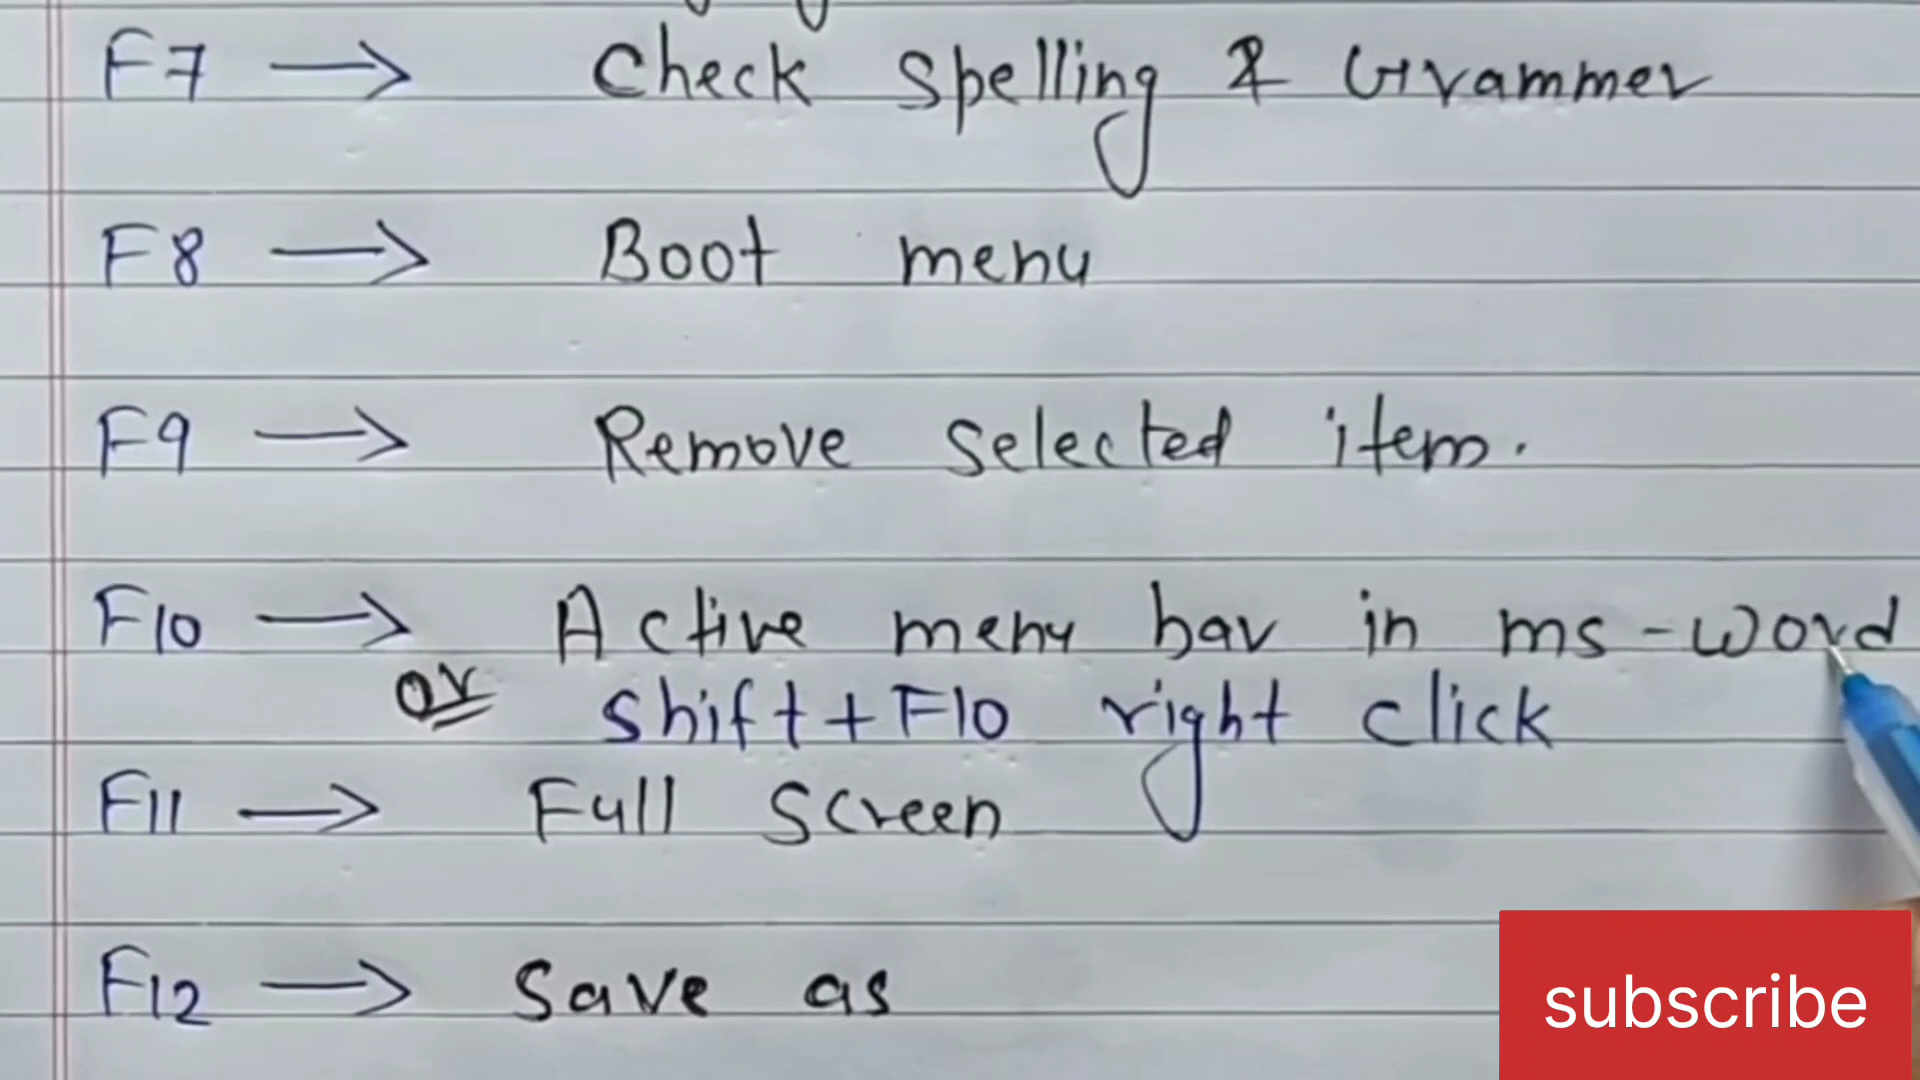 F7 → Check Spelling & Grammer
F8 → Boot menu
F9 → Remove Selected item.
F10 → Active menu bar in ms-word
or Shift+F10 right click
F11 → Full Screen
F12 → Save as
subscribe